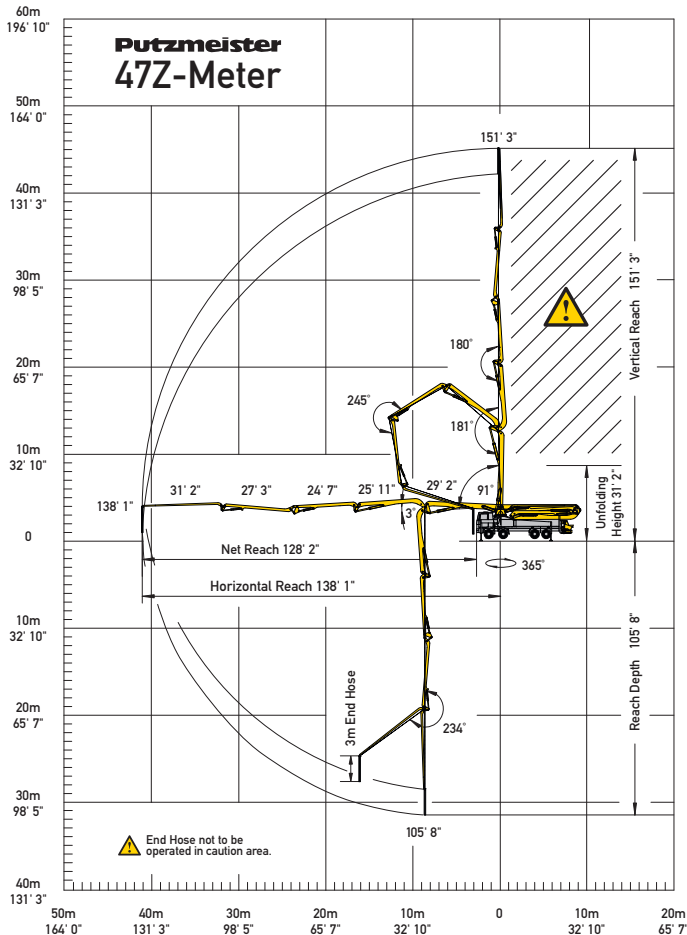 60m
196' 10"
Putzmeister
47Z-Meter
50m
164' 0"
151' 3"
40m
131' 3"
30m
98' 5"
Vertical Reach 151' 3"
180°
20m
65' 7"
245°
181°
10m
32' 10"
31' 2"
27' 3"
24' 7"
25' 11"
29' 2"
91°
3°
138' 1"
Unfolding
Height 31' 2"
0
Net Reach 128' 2"
365°
Horizontal Reach 138' 1"
10m
32' 10"
Reach Depth 105' 8"
20m
65' 7"
3m End Hose
234°
30m
98' 5"
105' 8"
End Hose not to be
operated in caution area.
40m
131' 3"
50m
164' 0"
40m
131' 3"
30m
98' 5"
20m
65' 7"
10m
32' 10"
0
10m
32' 10"
20m
65' 7"